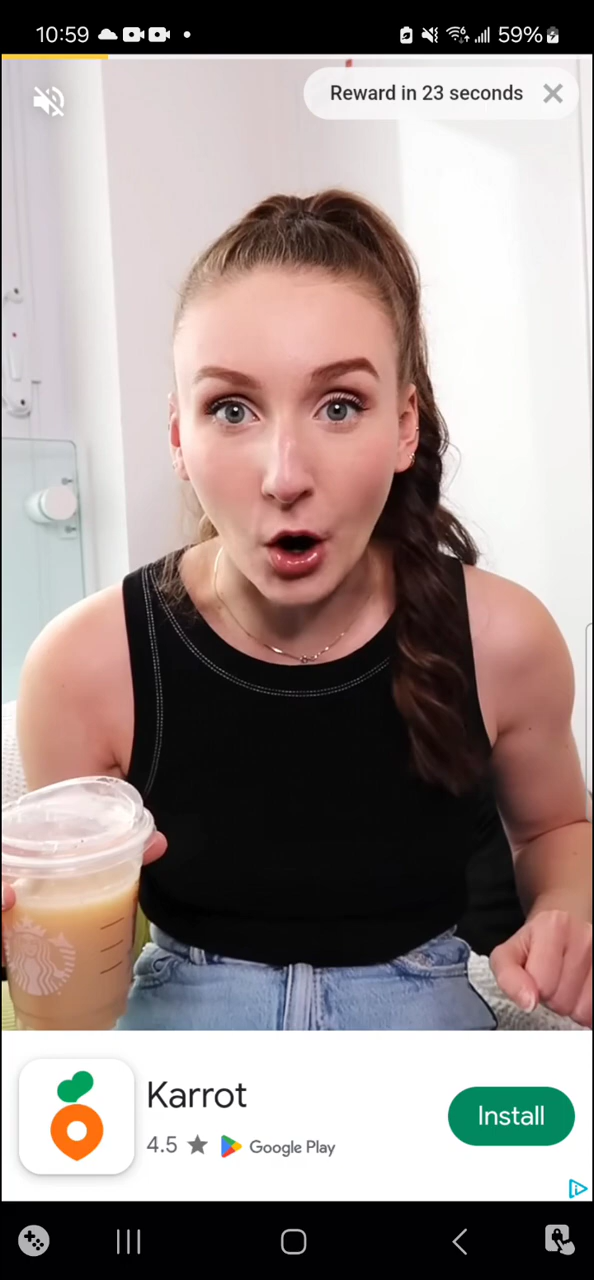 10:59
59%
Reward in 23 seconds
Karrot
4.5 ★ Google Play
Install